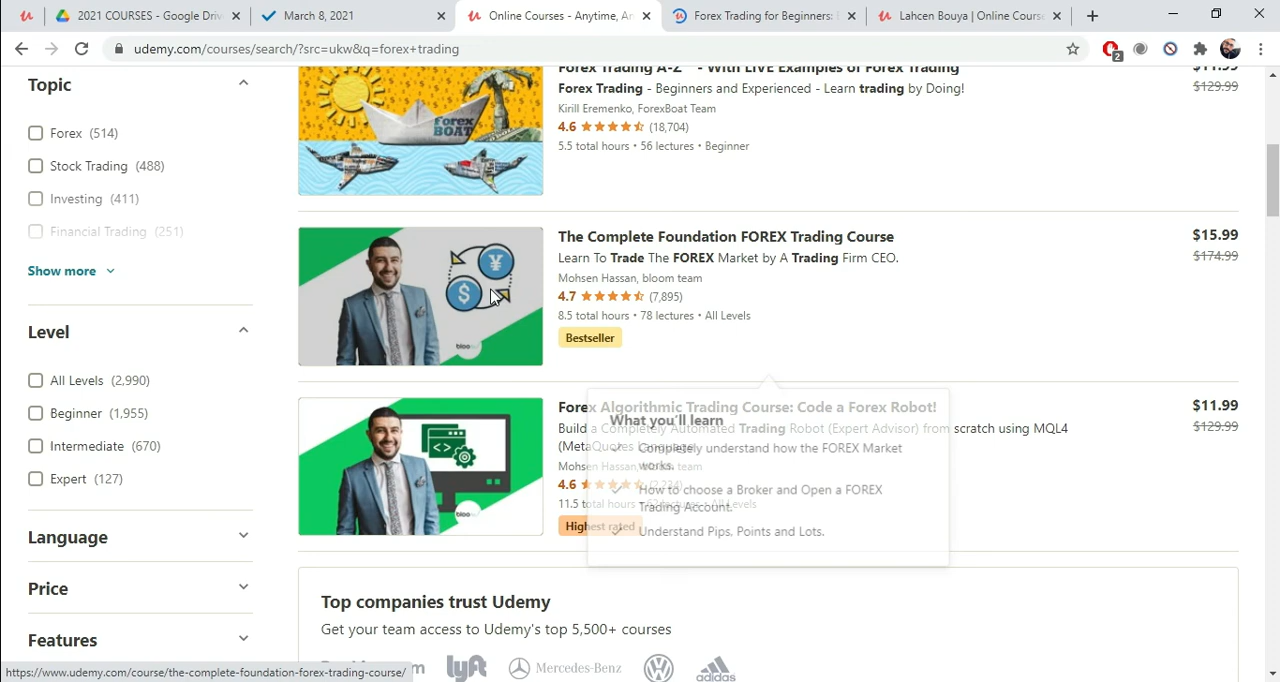 2021 COURSES - Google Driv
March 8, 2021
Online Courses - Anytime, An
Forex Trading for Beginners: E
Lahcen Bouya | Online Course
udemy.com/courses/search/?src=ukw&q=forex+trading
2
Topic
Forex (514)
Stock Trading (488)
Investing (411)
Financial Trading (251)
Show more
Level
All Levels (2,990)
Beginner (1,955)
Intermediate (670)
Expert (127)
Language
Price
Features
Forex Trading A-Z™ - With LIVE Examples of Forex Trading
$11.99
Forex Trading - Beginners and Experienced - Learn trading by Doing!
$129.99
Kirill Eremenko, ForexBoat Team
4.6 (18,704)
5.5 total hours • 56 lectures • Beginner
FOREX
BOAT
The Complete Foundation FOREX Trading Course
$15.99
Learn To Trade The FOREX Market by A Trading Firm CEO.
$174.99
Mohsen Hassan, bloom team
4.7 (7,895)
8.5 total hours • 78 lectures • All Levels
Bestseller
¥
$
bloom
Forex Algorithmic Trading Course: Code a Forex Robot!
$11.99
Build a Completely Automated Trading Robot (Expert Advisor) from scratch using MQL4
$129.99
(MetaQuotes Language
Mohsen Hassan, bloom team
4.6 (2,234)
11.5 total hours • lectures • All Levels
Highest rated
bloom
What you'll learn
Completely understand how the FOREX Market
works.
How to choose a Broker and Open a FOREX
Trading Account.
Understand Pips, Points and Lots.
Top companies trust Udemy
Get your team access to Udemy's top 5,500+ courses
lyft
Mercedes-Benz
adidas
https://www.udemy.com/course/the-complete-foundation-forex-trading-course/